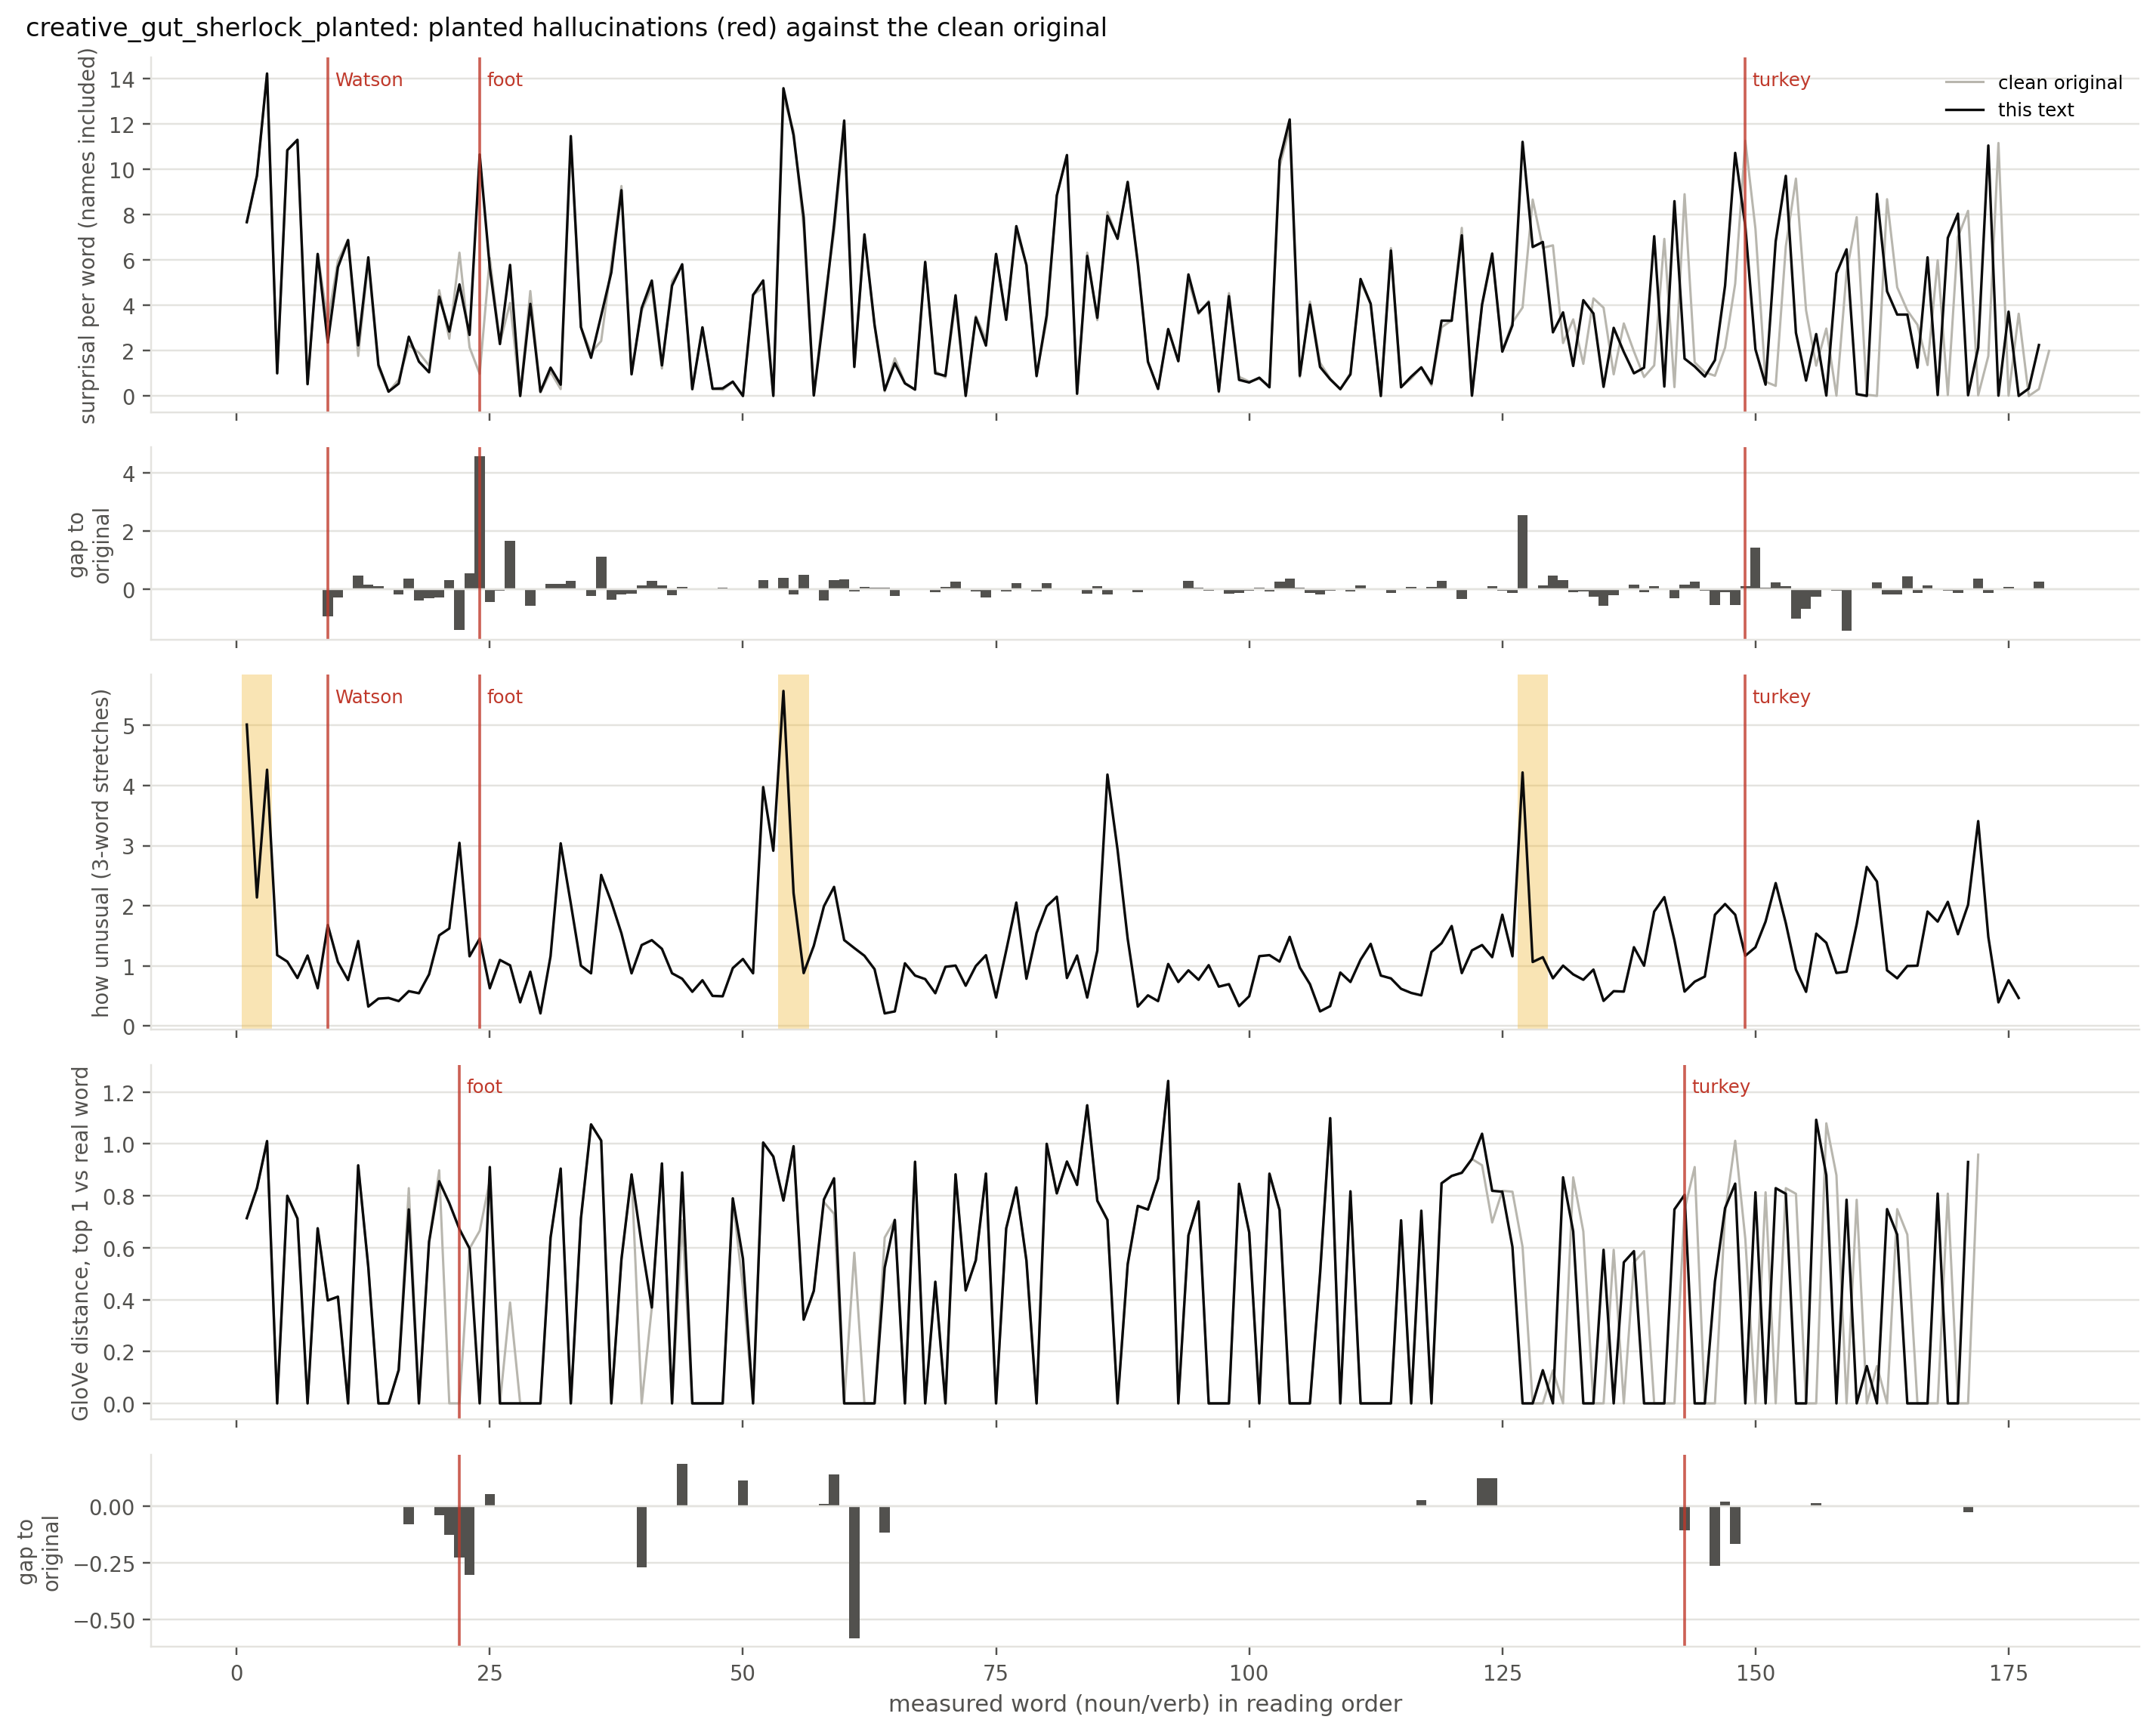 creative_gut_sherlock_planted: planted hallucinations (red) against the clean original
surprisal per word (names included)
14
12
10
8
6
4
2
0
Watson
foot
turkey
clean original
this text
gap to
original
4
2
0
how unusual (3-word stretches)
5
4
3
2
1
0
Watson
foot
turkey
GloVe distance, top 1 vs real word
1.2
1.0
0.8
0.6
0.4
0.2
0.0
foot
turkey
gap to
original
0.00
−0.25
−0.50
0
25
50
75
100
125
150
175
measured word (noun/verb) in reading order